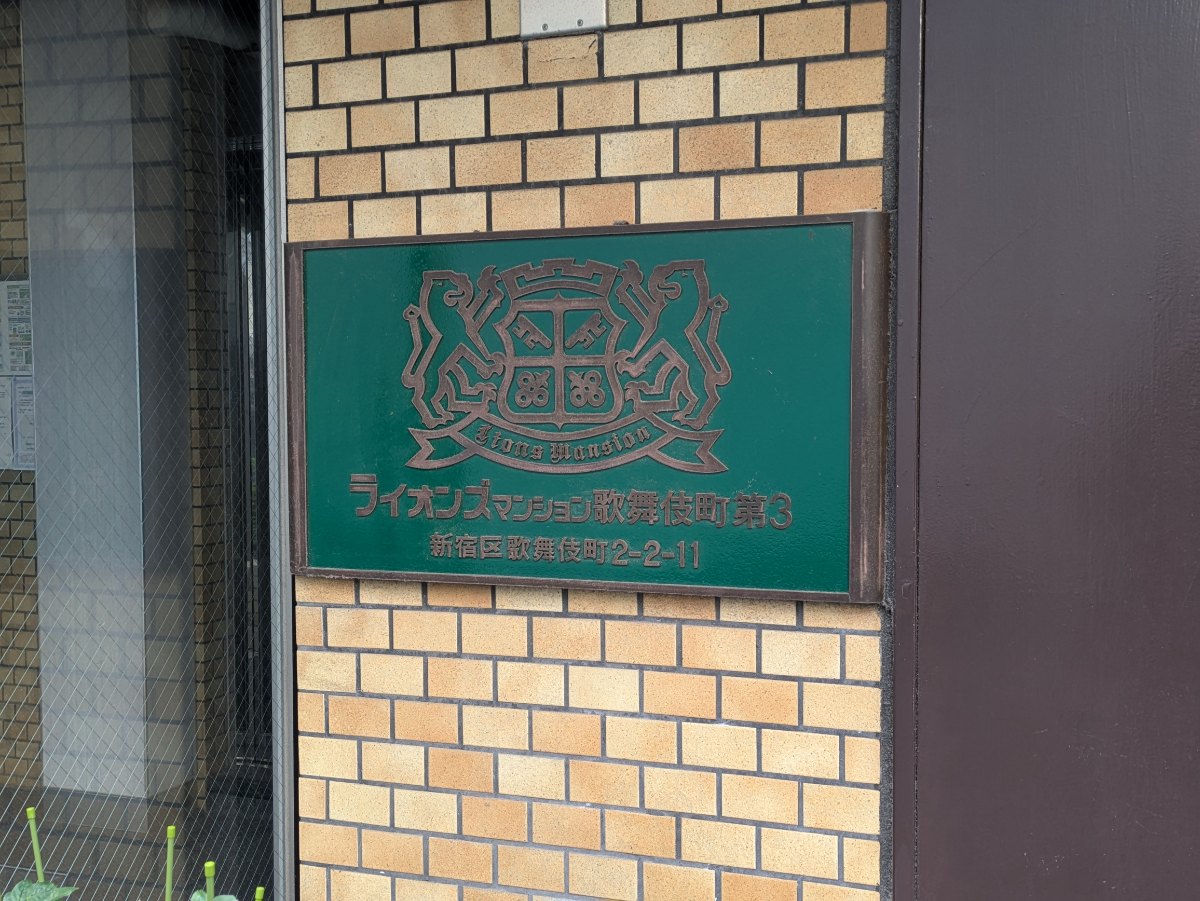 Lions Mansion
ライオンズマンション歌舞伎町第3
新宿区歌舞伎町2-2-11